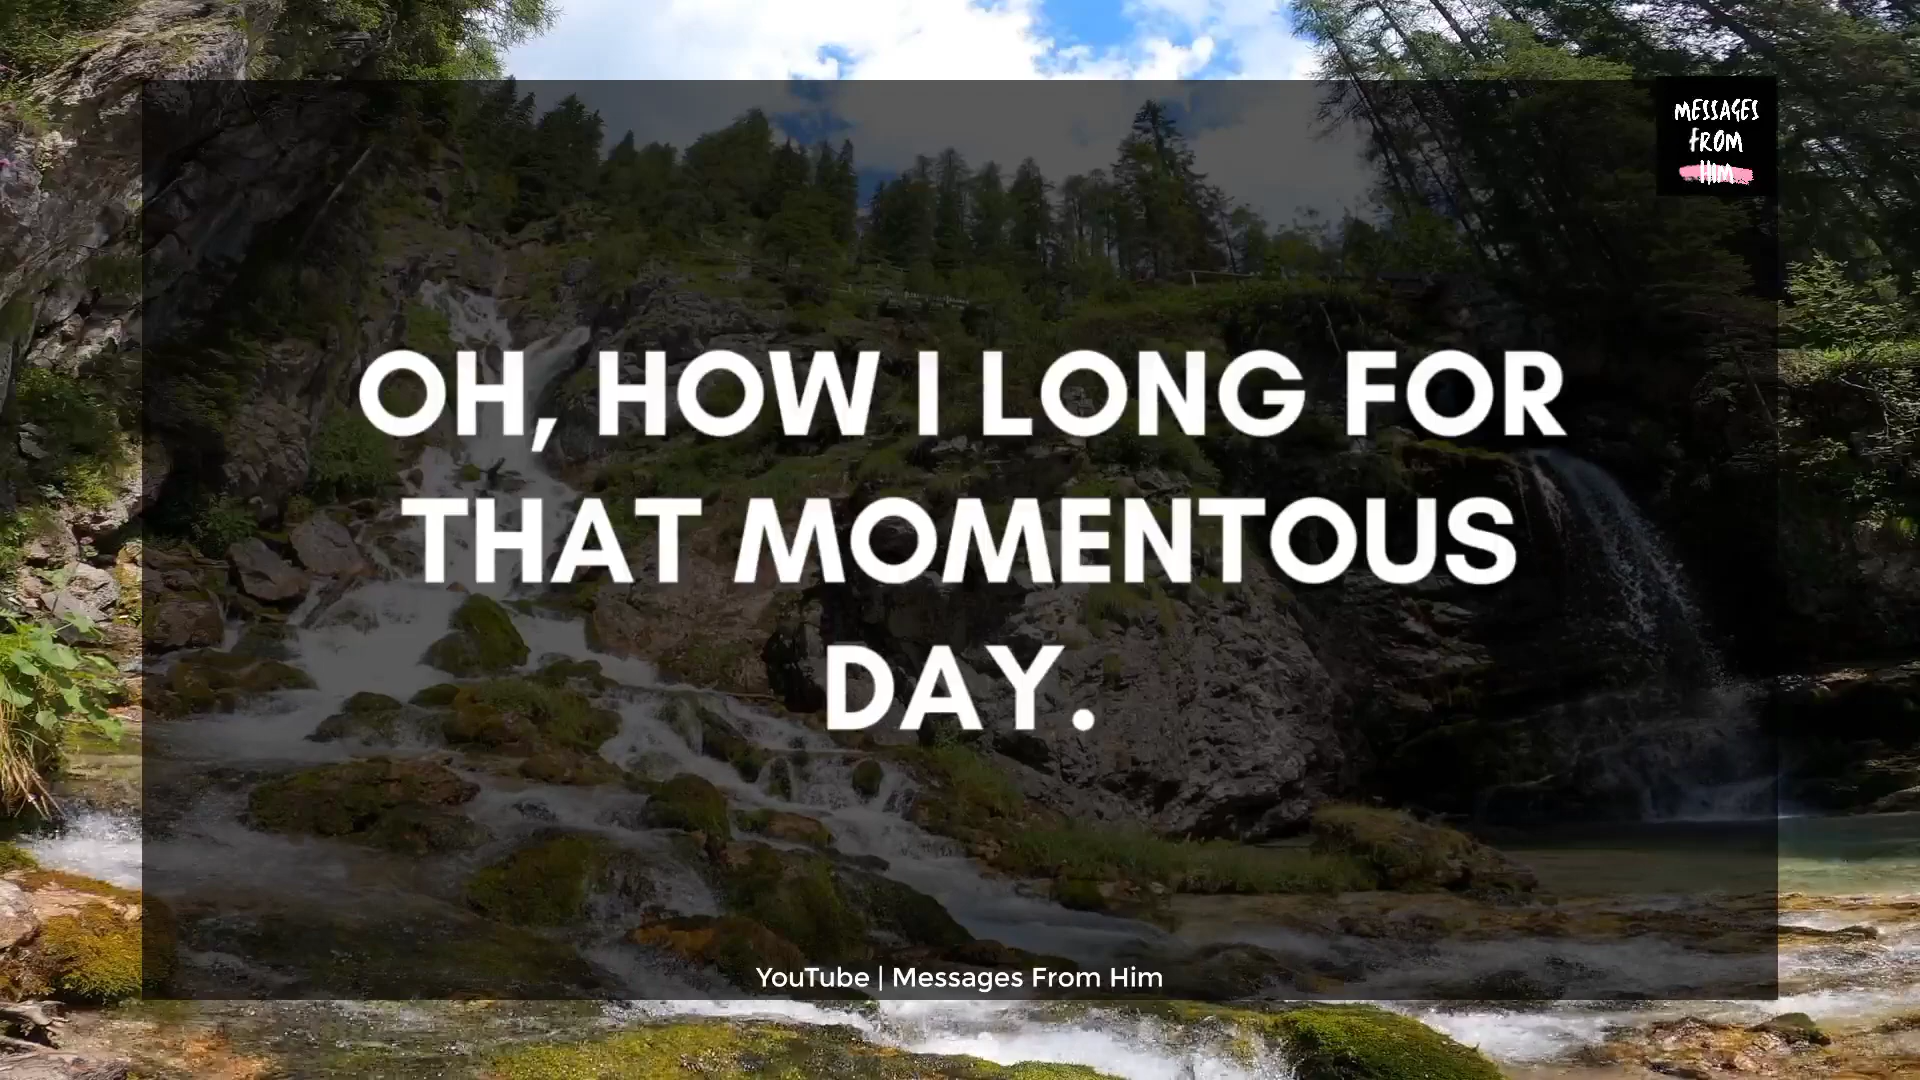 MESSAGES
FROM
HIM
OH, HOW I LONG FOR
THAT MOMENTOUS
DAY.
YouTube | Messages From Him